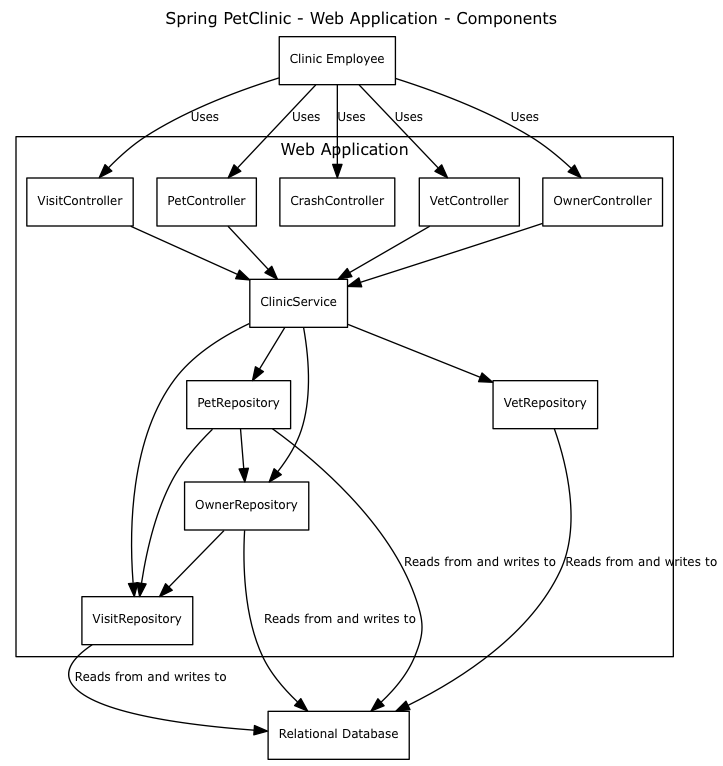 Spring PetClinic - Web Application - Components
Clinic Employee
Uses
Uses
Uses
Uses
Uses
Web Application
VisitController
PetController
CrashController
VetController
OwnerController
ClinicService
PetRepository
VetRepository
OwnerRepository
Reads from and writes to
Reads from and writes to
VisitRepository
Reads from and writes to
Reads from and writes to
Relational Database